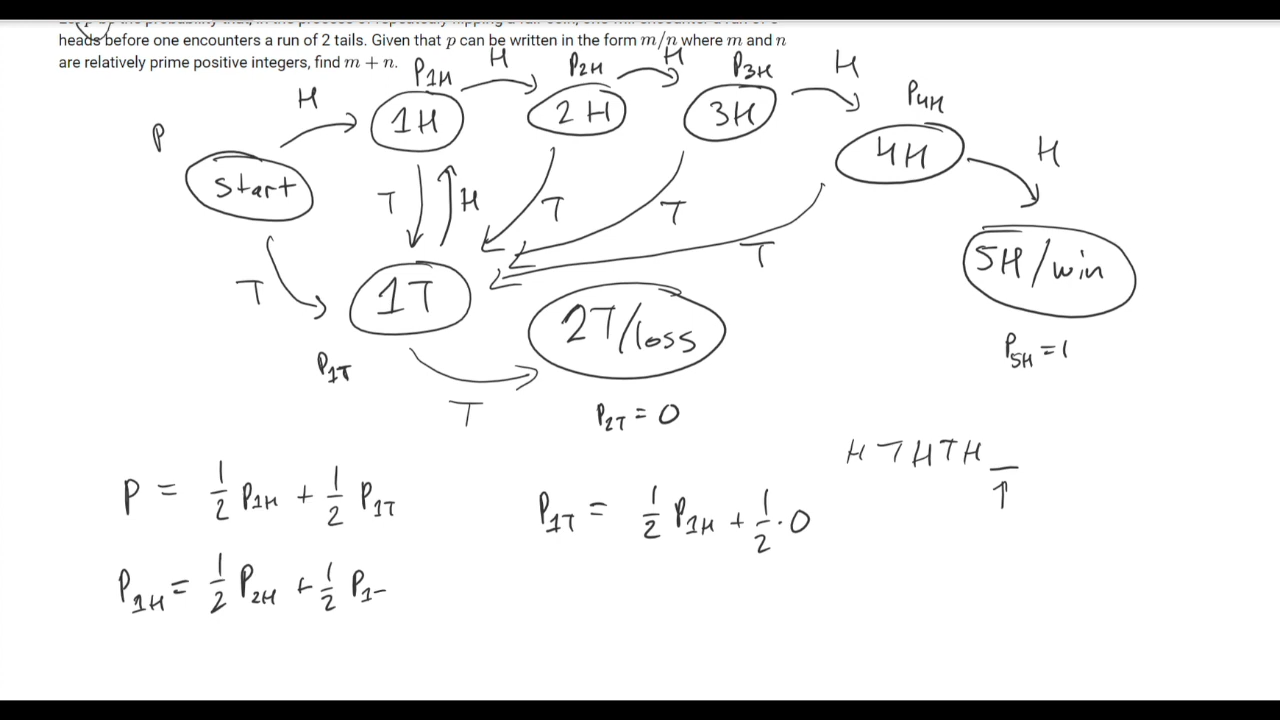 heads before one encounters a run of 2 tails. Given that p can be written in the form m/n where m and n
are relatively prime positive integers, find m + n.
P1H H P2H H P3H H P4H
P H 1H 2H 3H 4H H
Start T H T T T 5H/win
T 1T 2T/loss
P1T T P2T = 0 P5H = 1
H T H T H _
↑
P = 1/2 P1H + 1/2 P1T
P1T = 1/2 P1H + 1/2 · 0
P1H = 1/2 P2H + 1/2 P1-